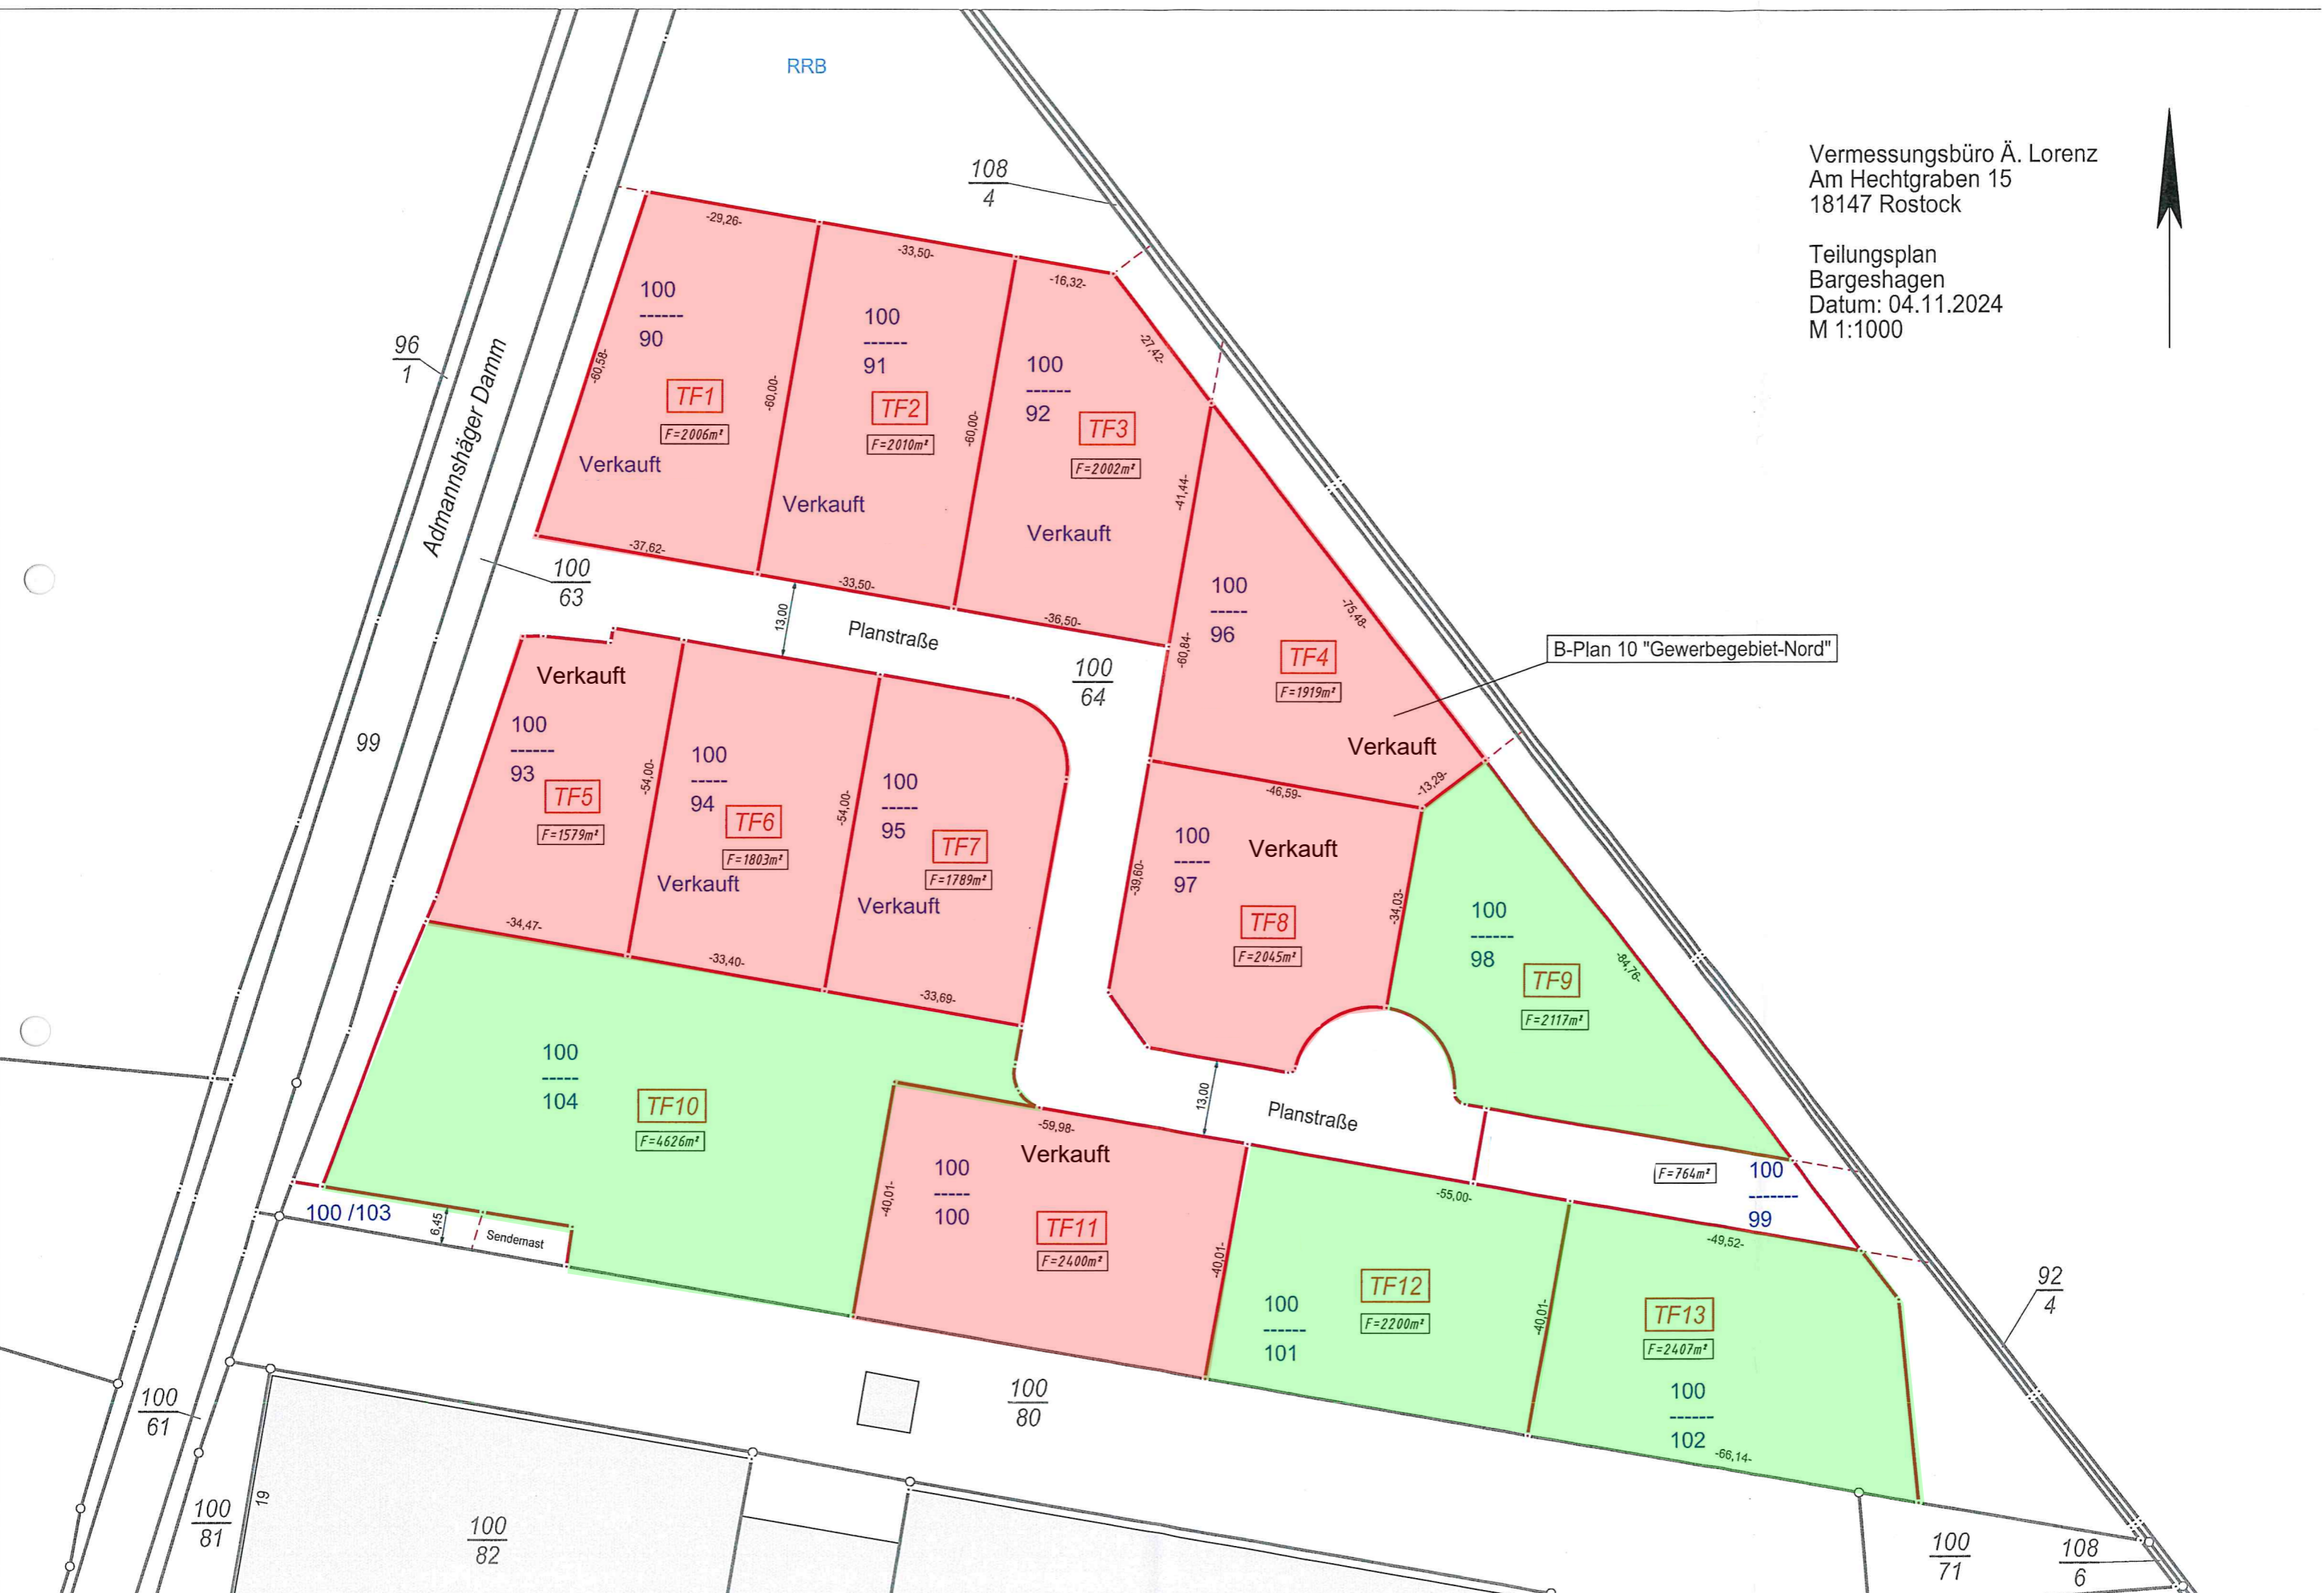 RRB
Vermessungsbüro Ä. Lorenz
Am Hechtgraben 15
18147 Rostock
Teilungsplan
Bargeshagen
Datum: 04.11.2024
M 1:1000
108
4
96
1
Admannshäger Damm
-29,26-
-33,50-
-16,32-
-27,42-
100
------
90
TF1
F=2006m²
Verkauft
-60,58-
-60,00-
-37,62-
100
------
91
TF2
F=2010m²
Verkauft
-60,00-
-33,50-
100
------
92
TF3
F=2002m²
Verkauft
-41,44-
-36,50-
100
63
13,00
Planstraße
100
64
100
-----
96
-60,84-
-75,48-
TF4
F=1919m²
Verkauft
B-Plan 10 "Gewerbegebiet-Nord"
-46,59-
-13,29-
99
Verkauft
100
------
93
TF5
F=1579m²
-54,00-
-34,47-
100
-----
94
TF6
F=1803m²
Verkauft
-54,00-
-33,40-
100
-----
95
TF7
F=1789m²
Verkauft
-33,69-
100
-----
97
Verkauft
TF8
F=2045m²
-39,60-
-34,03-
100
------
98
TF9
F=2117m²
-84,76-
100
-----
104
TF10
F=4626m²
13,00
Planstraße
-59,98-
Verkauft
100
-----
100
TF11
F=2400m²
-40,01-
-40,01-
F=764m²
100
-------
99
-55,00-
-49,52-
100 /103
6,45
Sendemast
100
------
101
TF12
F=2200m²
-40,01-
TF13
F=2407m²
100
------
102
-66,14-
92
4
100
80
100
61
100
81
19
100
82
100
71
108
6